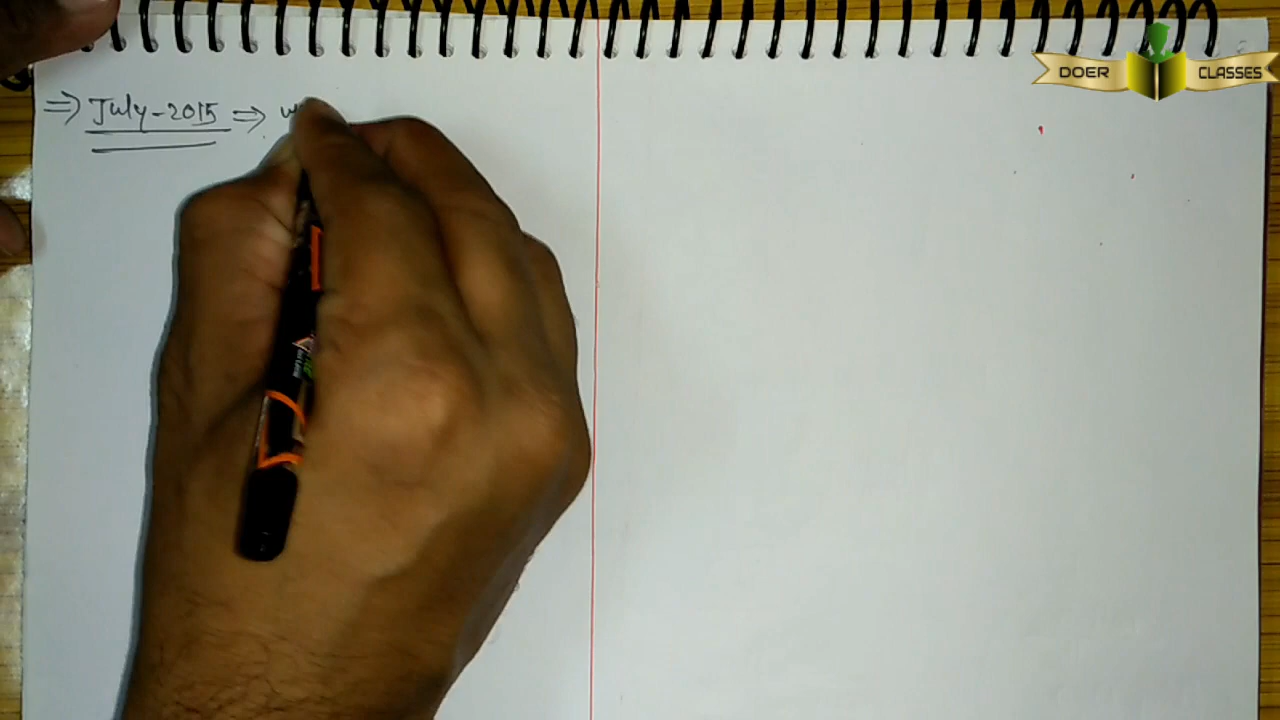 ⇒ July-2015 ⇒
DOER CLASSES